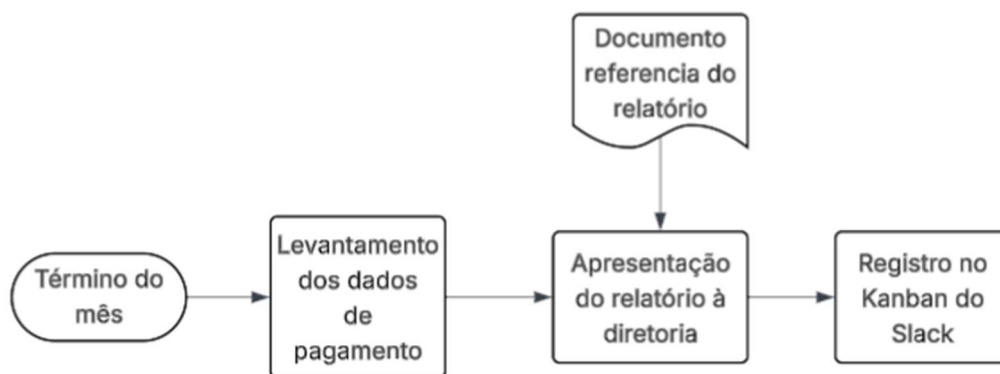 Documento
referencia do
relatório
Término do
mês
Levantamento
dos dados
de
pagamento
Apresentação
do relatório à
diretoria
Registro no
Kanban do
Slack